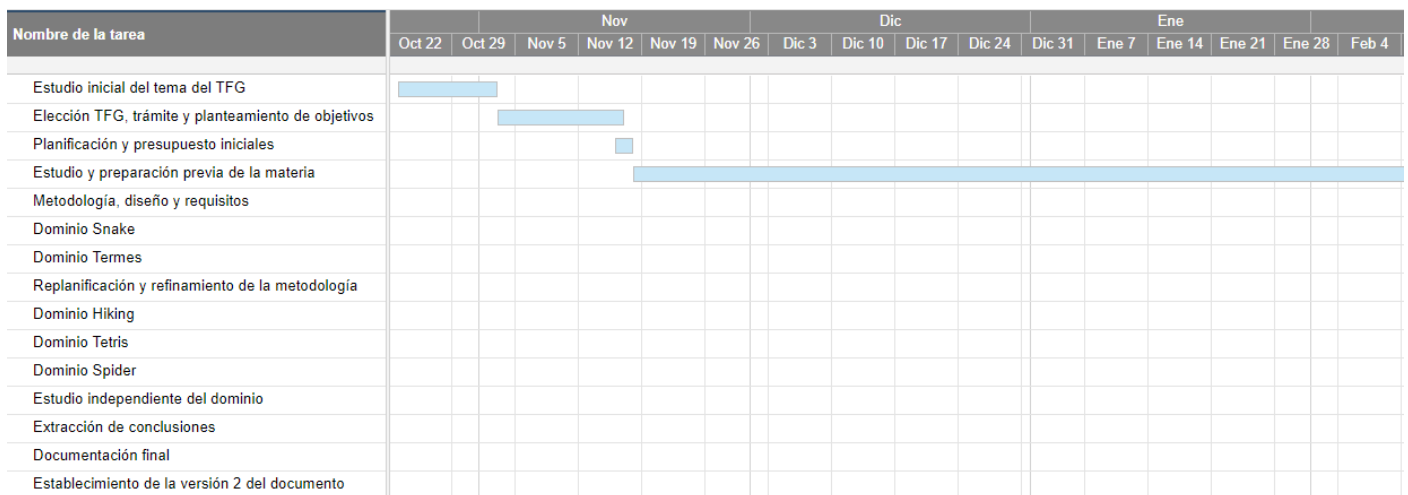 Nombre de la tarea
Nov Dic Ene
Oct 22 Oct 29 Nov 5 Nov 12 Nov 19 Nov 26 Dic 3 Dic 10 Dic 17 Dic 24 Dic 31 Ene 7 Ene 14 Ene 21 Ene 28 Feb 4
Estudio inicial del tema del TFG
Elección TFG, trámite y planteamiento de objetivos
Planificación y presupuesto iniciales
Estudio y preparación previa de la materia
Metodología, diseño y requisitos
Dominio Snake
Dominio Termes
Replanificación y refinamiento de la metodología
Dominio Hiking
Dominio Tetris
Dominio Spider
Estudio independiente del dominio
Extracción de conclusiones
Documentación final
Establecimiento de la versión 2 del documento